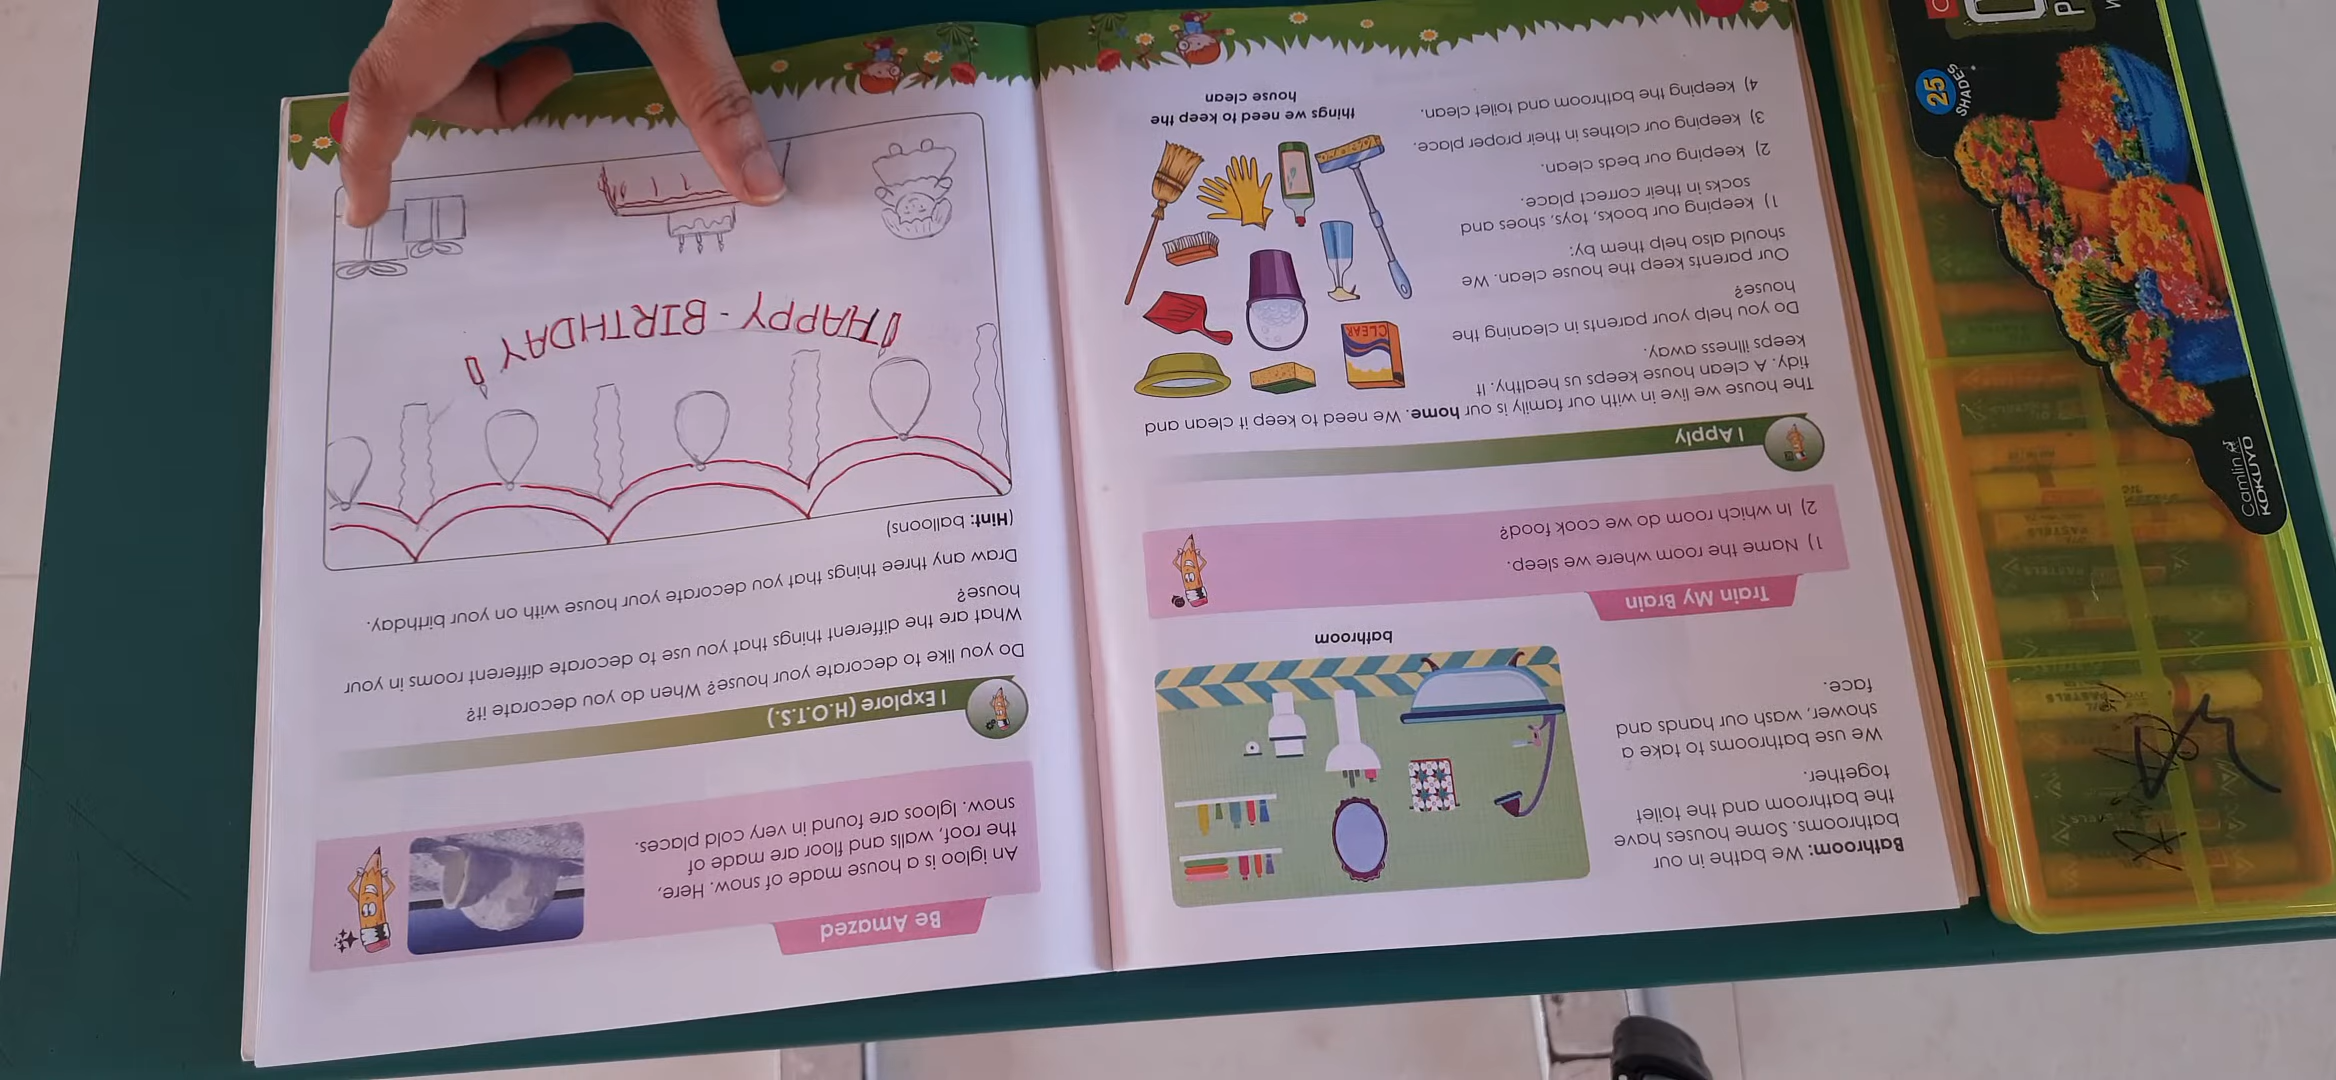 Bathroom: We bathe in our
bathrooms. Some houses have
the bathroom and the toilet
together.
We use bathrooms to take a
shower, wash our hands and
face.
bathroom
Train My Brain
1) Name the room where we sleep.
2) In which room do we cook food?
I Apply
The house we live in with our family is our home. We need to keep it clean and
tidy. A clean house keeps us healthy. It
keeps illness away.
Do you help your parents in cleaning the
house?
Our parents keep the house clean. We
should also help them by:
1) keeping our books, toys, shoes and
socks in their correct place.
2) keeping our beds clean.
3) keeping our clothes in their proper place.
4) keeping the bathroom and toilet clean.
CLEAR
things we need to keep the
house clean
Be Amazed
An igloo is a house made of snow. Here,
the roof, walls and floor are made of
snow. Igloos are found in very cold places.
I Explore (H.O.T.S.)
Do you like to decorate your house? When do you decorate it?
What are the different things that you use to decorate different rooms in your
house?
Draw any three things that you decorate your house with on your birthday.
(Hint: balloons)
HAPPY - BIRTHDAY
25
SHADES
Camlin
KOKUYO
PASTELS
PASTELS
PASTELS